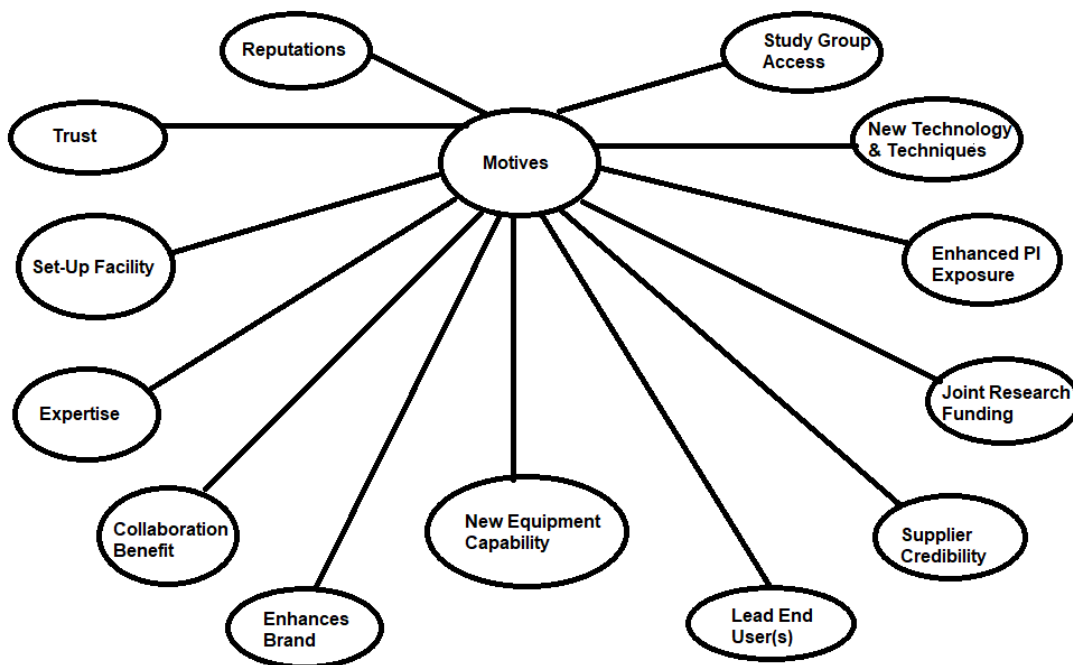 Reputations
Study Group
Access
Trust
Motives
New Technology
& Techniques
Set-Up Facility
Enhanced PI
Exposure
Expertise
Joint Research
Funding
Collaboration
Benefit
New Equipment
Capability
Supplier
Credibility
Enhances
Brand
Lead End
User(s)